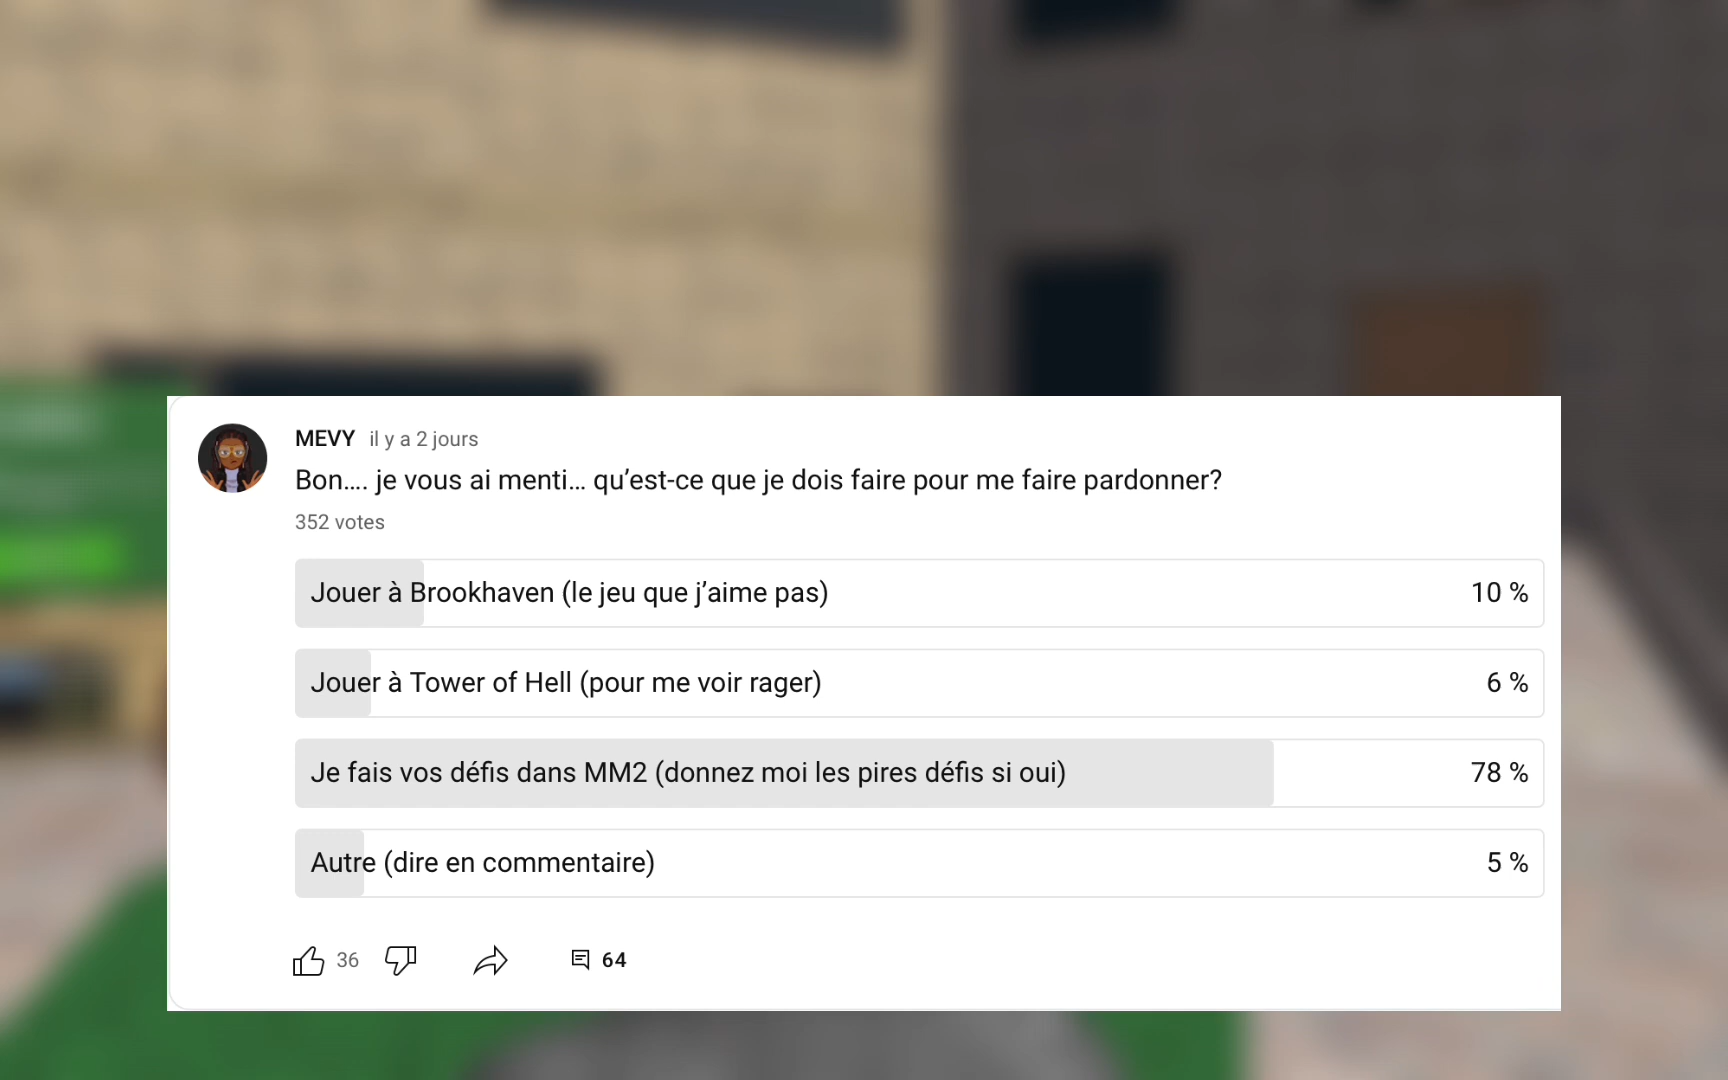 MEVY il y a 2 jours
Bon…. je vous ai menti… qu’est-ce que je dois faire pour me faire pardonner?
352 votes
Jouer à Brookhaven (le jeu que j’aime pas) 10 %
Jouer à Tower of Hell (pour me voir rager) 6 %
Je fais vos défis dans MM2 (donnez moi les pires défis si oui) 78 %
Autre (dire en commentaire) 5 %
36 64